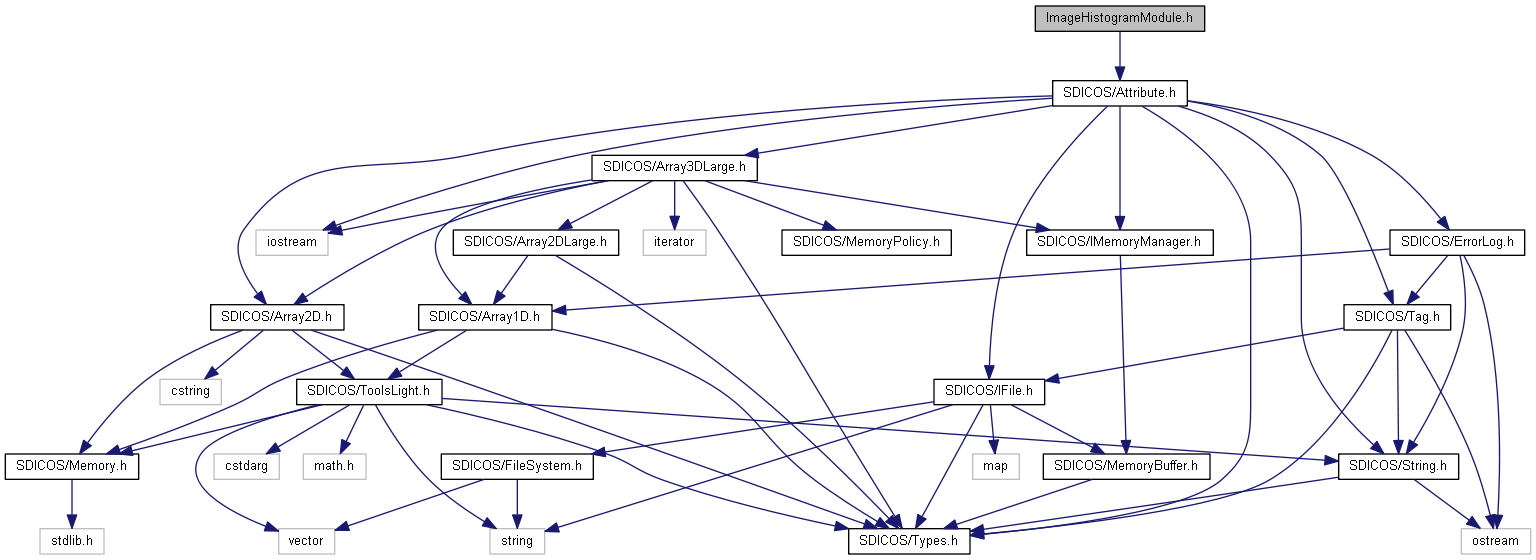 ImageHistogramModule.h
SDICOS/Attribute.h
SDICOS/Array3DLarge.h
iostream
SDICOS/Array2DLarge.h
iterator
SDICOS/MemoryPolicy.h
SDICOS/IMemoryManager.h
SDICOS/ErrorLog.h
SDICOS/Array2D.h
SDICOS/Array1D.h
SDICOS/Tag.h
cstring
SDICOS/ToolsLight.h
SDICOS/IFile.h
SDICOS/Memory.h
cstdarg
math.h
SDICOS/FileSystem.h
map
SDICOS/MemoryBuffer.h
SDICOS/String.h
stdlib.h
vector
string
SDICOS/Types.h
ostream